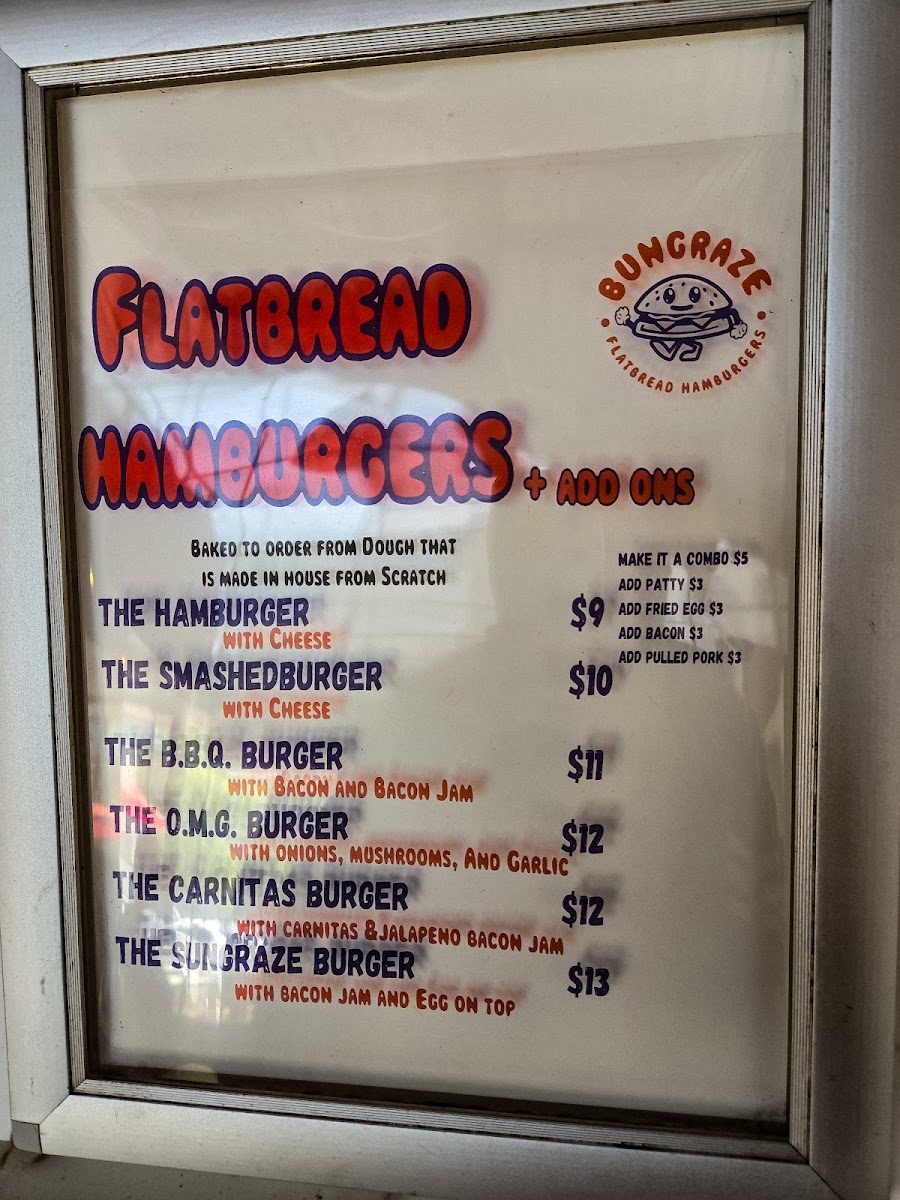 BUNGRAZE
• FLATBREAD HAMBURGERS •
FLATBREAD
HAMBURGERS + ADD ONS
BAKED TO ORDER FROM DOUGH THAT
IS MADE IN HOUSE FROM SCRATCH
THE HAMBURGER $9
WITH CHEESE
THE SMASHEDBURGER $10
WITH CHEESE
THE B.B.Q. BURGER $11
WITH BACON AND BACON JAM
THE O.M.G. BURGER $12
WITH ONIONS, MUSHROOMS, AND GARLIC
THE CARNITAS BURGER $12
WITH CARNITAS & JALAPENO BACON JAM
THE SUNGRAZE BURGER $13
WITH BACON JAM AND EGG ON TOP
MAKE IT A COMBO $5
ADD PATTY $3
ADD FRIED EGG $3
ADD BACON $3
ADD PULLED PORK $3